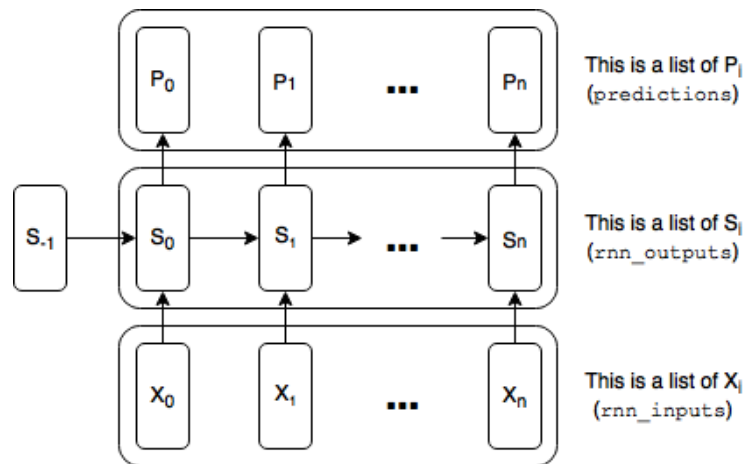 P₀ P₁ ... Pn
This is a list of Pᵢ
(predictions)
S₋₁ S₀ S₁ ... Sn
This is a list of Sᵢ
(rnn_outputs)
X₀ X₁ ... Xn
This is a list of Xᵢ
(rnn_inputs)